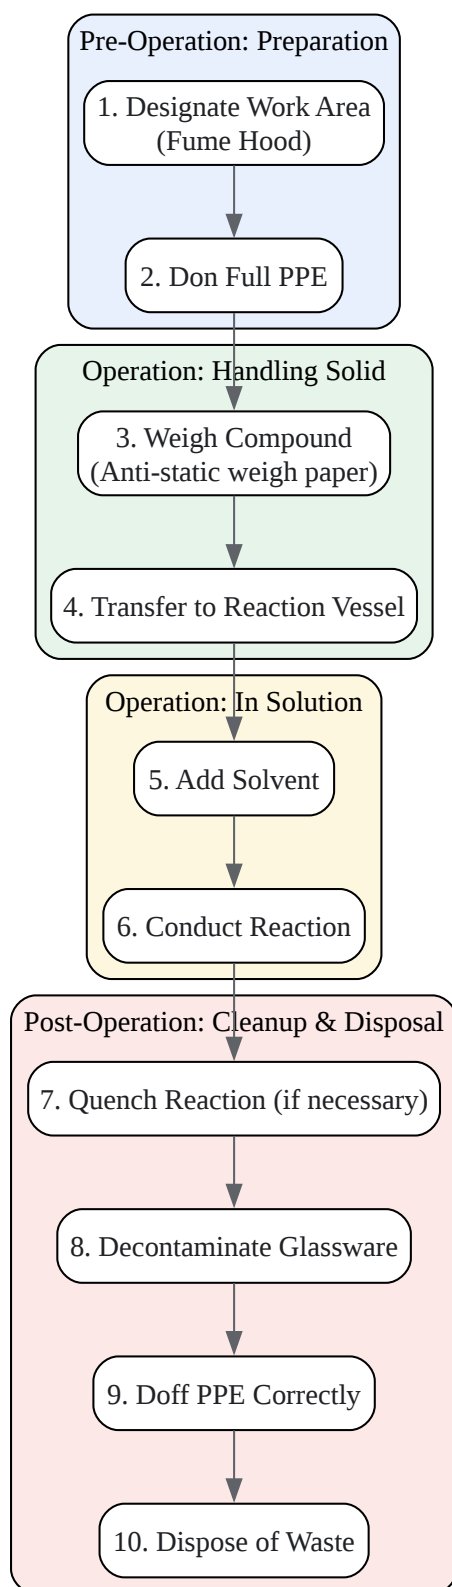 Pre-Operation: Preparation
1. Designate Work Area
(Fume Hood)
2. Don Full PPE
Operation: Handling Solid
3. Weigh Compound
(Anti-static weigh paper)
4. Transfer to Reaction Vessel
Operation: In Solution
5. Add Solvent
6. Conduct Reaction
Post-Operation: Cleanup & Disposal
7. Quench Reaction (if necessary)
8. Decontaminate Glassware
9. Doff PPE Correctly
10. Dispose of Waste